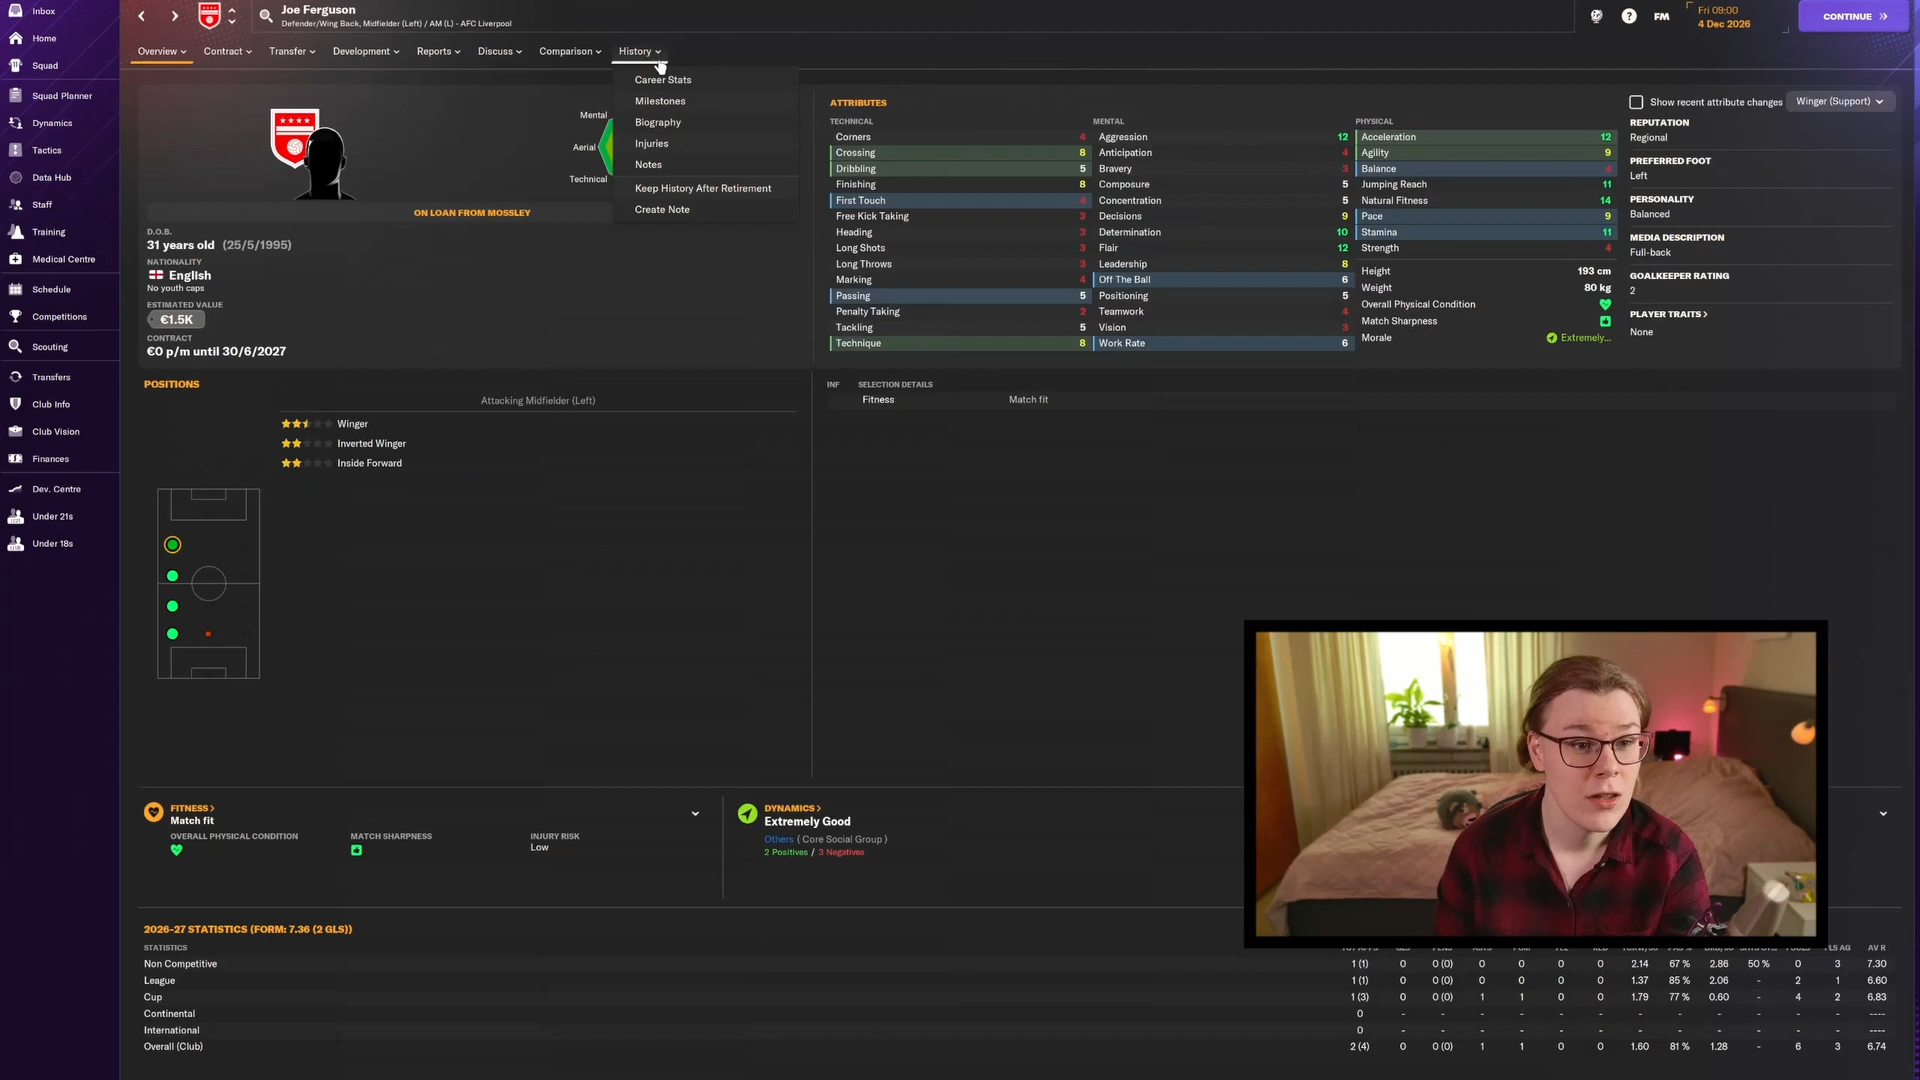 Inbox
Home
Squad
Squad Planner
Dynamics
Tactics
Data Hub
Staff
Training
Medical Centre
Schedule
Competitions
Scouting
Transfers
Club Info
Club Vision
Finances
Dev. Centre
Under 21s
Under 18s
Joe Ferguson
Defender/Wing Back, Midfielder (Left) / AM (L) - AFC Liverpool
FM
Fri 09:00
4 Dec 2026
CONTINUE
Overview Contract Transfer Development Reports Discuss Comparison History
Career Stats
Milestones
Biography
Injuries
Notes
Keep History After Retirement
Create Note
Mental
Aerial
Technical
ON LOAN FROM MOSSLEY
D.O.B.
31 years old (25/5/1995)
NATIONALITY
English
No youth caps
ESTIMATED VALUE
€1.5K
CONTRACT
€0 p/m until 30/6/2027
ATTRIBUTES
Show recent attribute changes
Winger (Support)
TECHNICAL
Corners 4
Crossing 8
Dribbling 5
Finishing 8
First Touch 4
Free Kick Taking 3
Heading 3
Long Shots 3
Long Throws 3
Marking 4
Passing 5
Penalty Taking 2
Tackling 5
Technique 8
MENTAL
Aggression 12
Anticipation 4
Bravery 3
Composure 5
Concentration 5
Decisions 9
Determination 10
Flair 12
Leadership 8
Off The Ball 6
Positioning 5
Teamwork 4
Vision 3
Work Rate 6
PHYSICAL
Acceleration 12
Agility 9
Balance 4
Jumping Reach 11
Natural Fitness 14
Pace 9
Stamina 11
Strength 4
Height 193 cm
Weight 80 kg
Overall Physical Condition
Match Sharpness
Morale Extremely...
REPUTATION
Regional
PREFERRED FOOT
Left
PERSONALITY
Balanced
MEDIA DESCRIPTION
Full-back
GOALKEEPER RATING
2
PLAYER TRAITS >
None
POSITIONS
Attacking Midfielder (Left)
Winger
Inverted Winger
Inside Forward
INF SELECTION DETAILS
Fitness Match fit
FITNESS >
Match fit
OVERALL PHYSICAL CONDITION MATCH SHARPNESS INJURY RISK
Low
DYNAMICS >
Extremely Good
Others ( Core Social Group )
2 Positives / 3 Negatives
2026-27 STATISTICS (FORM: 7.36 (2 GLS))
STATISTICS
Non Competitive 1 (1) 0 0 (0) 0 0 0 0 2.14 67 % 2.86 50 % 0 3 7.30
League 1 (1) 0 0 (0) 0 0 0 0 1.37 85 % 2.06 - 2 1 6.60
Cup 1 (3) 0 0 (0) 1 1 0 0 1.79 77 % 0.60 - 4 2 6.83
Continental 0 - - - - - - - - - - - - ----
International 0 - - - - - - - - - - - - ----
Overall (Club) 2 (4) 0 0 (0) 1 1 0 0 1.60 81 % 1.28 - 6 3 6.74